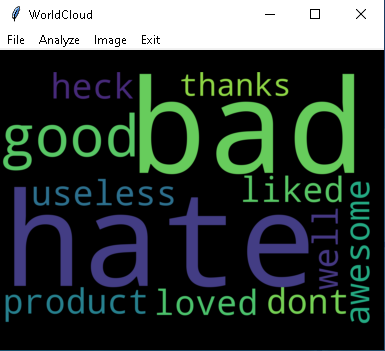 WorldCloud
File Analyze Image Exit
heck thanks
good bad
useless liked
hate well awesome
product loved dont